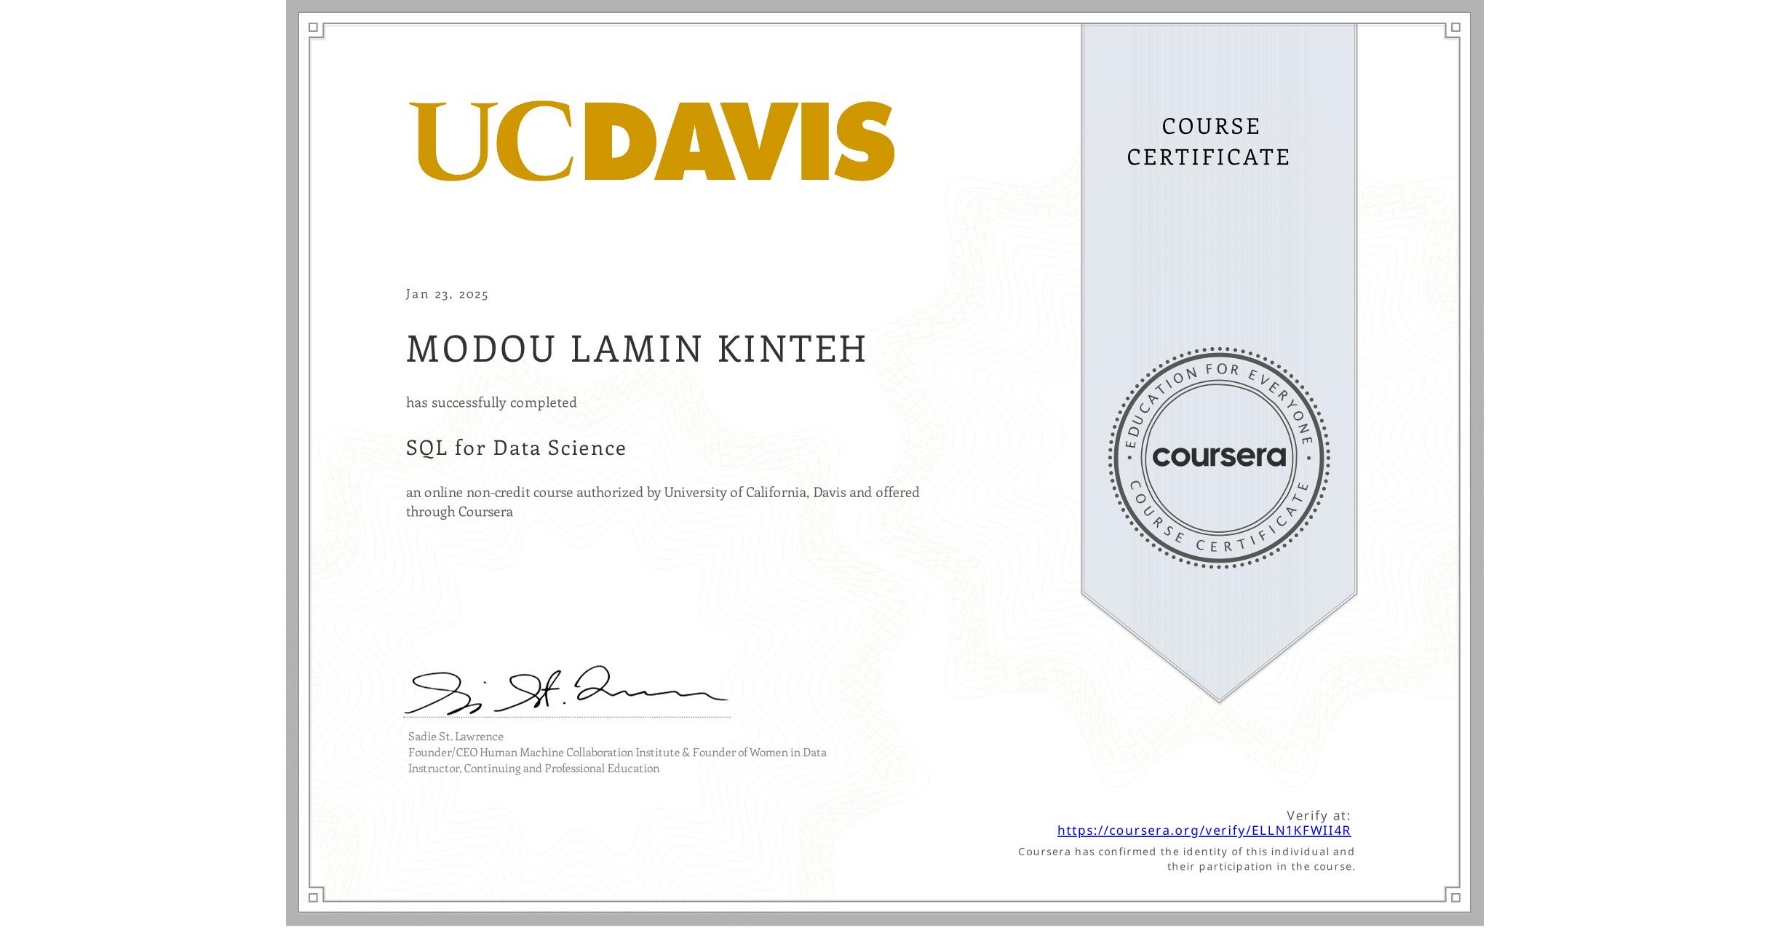 UCDAVIS
COURSE
CERTIFICATE
Jan 23, 2025
MODOU LAMIN KINTEH
has successfully completed
SQL for Data Science
an online non-credit course authorized by University of California, Davis and offered
through Coursera
EDUCATION FOR EVERYONE
coursera
COURSE CERTIFICATE
Sadie St. Lawrence
Founder/CEO Human Machine Collaboration Institute & Founder of Women in Data
Instructor, Continuing and Professional Education
Verify at:
https://coursera.org/verify/ELLN1KFWII4R
Coursera has confirmed the identity of this individual and
their participation in the course.